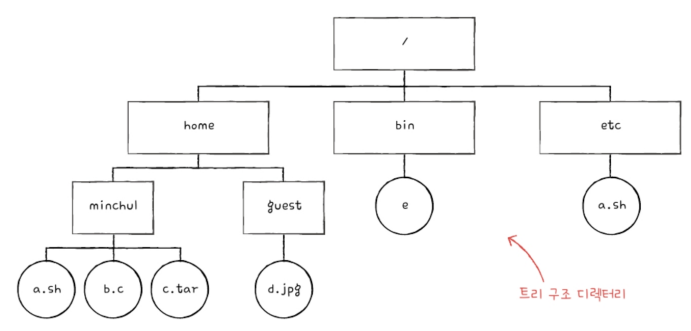 /
home
bin
etc
minchul
guest
e
a.sh
a.sh
b.c
c.tar
d.jpg
트리 구조 디렉터리